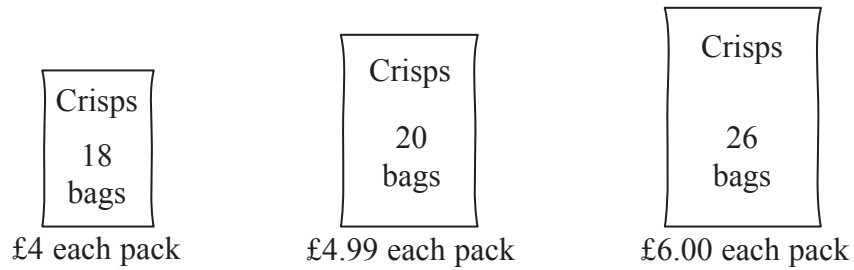 Crisps
18
bags
£4 each pack
Crisps
20
bags
£4.99 each pack
Crisps
26
bags
£6.00 each pack